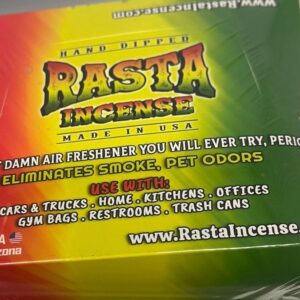 www.RastaIncense.com
HAND DIPPED
RASTA
INCENSE
MADE IN USA
DAMN AIR FRESHENER YOU WILL EVER TRY, PERIO
ELIMINATES SMOKE, PET ODORS
USE WITH:
CARS & TRUCKS . HOME . KITCHENS . OFFICES
GYM BAGS . RESTROOMS . TRASH CANS
A
zona
www.RastaIncense.